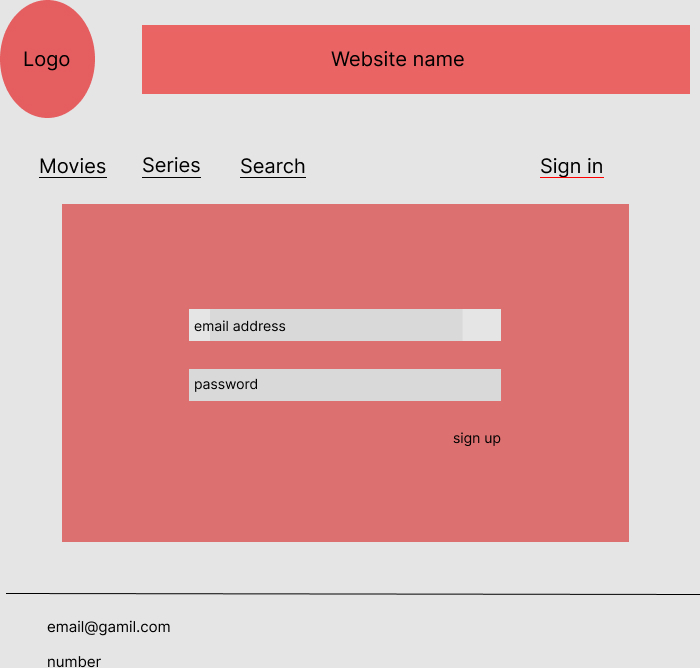 Logo
Website name
Movies Series Search Sign in
email address
password
sign up
email@gamil.com
number